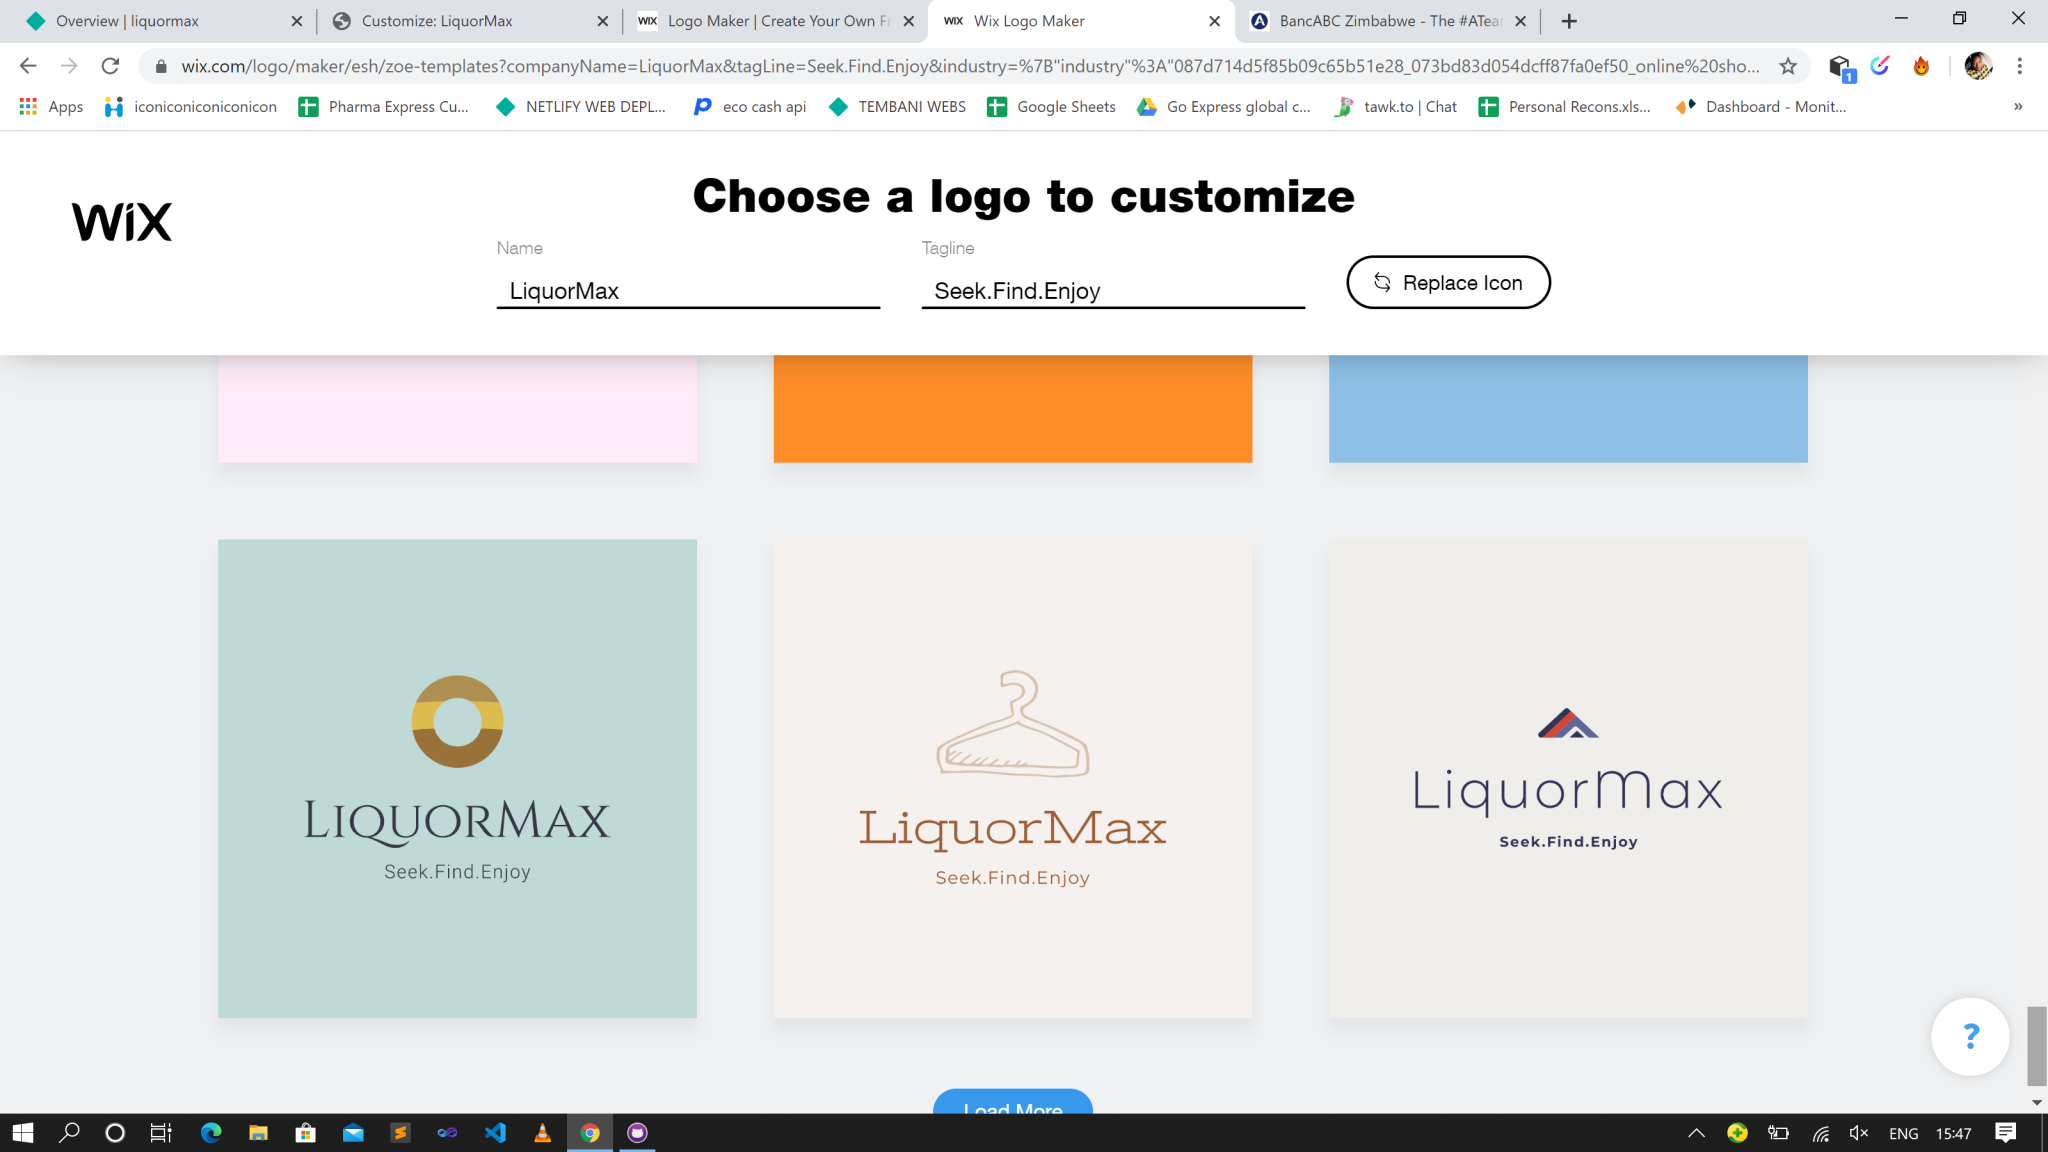 Overview | liquormax
Customize: LiquorMax
WIX Logo Maker | Create Your Own Fr
WIX Wix Logo Maker
A BancABC Zimbabwe - The #ATear
wix.com/logo/maker/esh/zoe-templates?companyName=LiquorMax&tagLine=Seek.Find.Enjoy&industry=%7B"industry"%3A"087d714d5f85b09c65b51e28_073bd83d054dcff87fa0ef50_online%20sho...
1
Apps
iconiconiconiconicon
Pharma Express Cu...
NETLIFY WEB DEPL...
eco cash api
TEMBANI WEBS
Google Sheets
Go Express global c...
tawk.to | Chat
Personal Recons.xls...
Dashboard - Monit...
»
WiX
Choose a logo to customize
Name
Tagline
LiquorMax
Seek.Find.Enjoy
Replace Icon
LiquorMax
Seek.Find.Enjoy
LiquorMax
Seek.Find.Enjoy
LiquorMax
Seek.Find.Enjoy
?
Load More
ENG
15:47